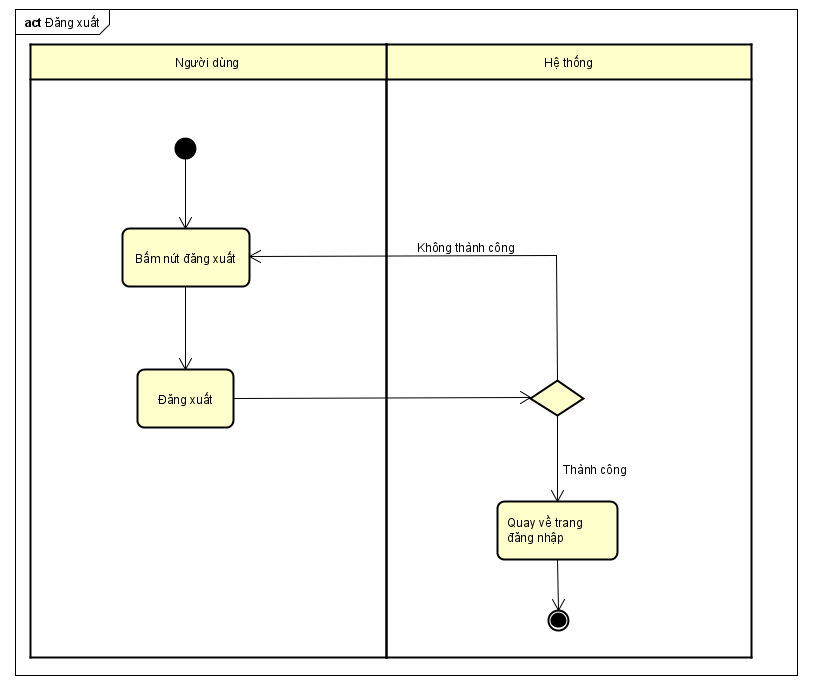 act Đăng xuất
Người dùng
Hệ thống
Không thành công
Bấm nút đăng xuất
Đăng xuất
Thành công
Quay về trang
đăng nhập